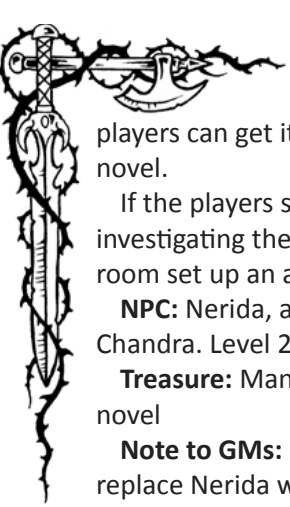 players can get it
novel.
If the players s
investigating the
room set up an a
NPC: Nerida, a
Chandra. Level 2
Treasure: Man
novel
Note to GMs:
replace Nerida w